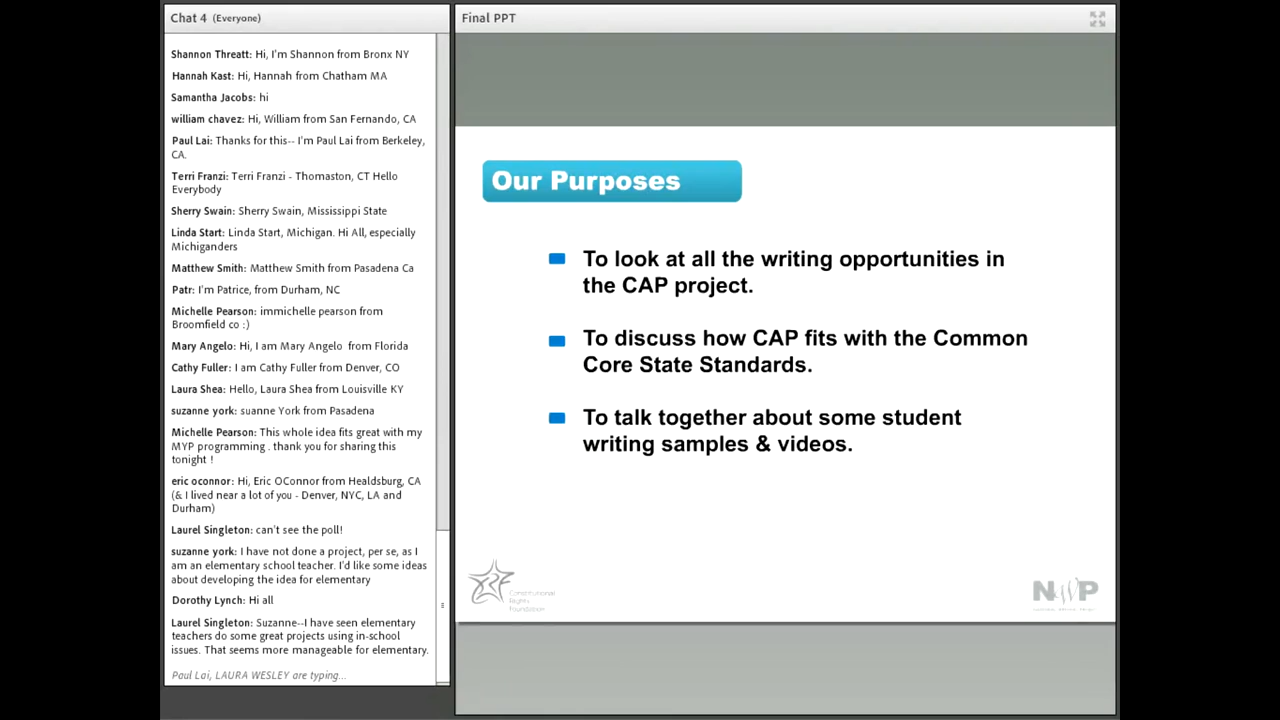 Chat 4 (Everyone)
Shannon Threatt: Hi, I'm Shannon from Bronx NY
Hannah Kast: Hi, Hannah from Chatham MA
Samantha Jacobs: hi
william chavez: Hi, William from San Fernando, CA
Paul Lai: Thanks for this-- I'm Paul Lai from Berkeley,
CA.
Terri Franzi: Terri Franzi - Thomaston, CT Hello
Everybody
Sherry Swain: Sherry Swain, Mississippi State
Linda Start: Linda Start, Michigan. Hi All, especially
Michiganders
Matthew Smith: Matthew Smith from Pasadena Ca
Patr: I'm Patrice, from Durham, NC
Michelle Pearson: immichelle pearson from
Broomfield co :)
Mary Angelo: Hi, I am Mary Angelo  from Florida
Cathy Fuller: I am Cathy Fuller from Denver, CO
Laura Shea: Hello, Laura Shea from Louisville KY
suzanne york: suanne York from Pasadena
Michelle Pearson: This whole idea fits great with my
MYP programming . thank you for sharing this
tonight !
eric oconnor: Hi, Eric OConnor from Healdsburg, CA
(& I lived near a lot of you - Denver, NYC, LA and
Durham)
Laurel Singleton: can't see the poll!
suzanne york: I have not done a project, per se, as I
am an elementary school teacher. I'd like some ideas
about developing the idea for elementary
Dorothy Lynch: Hi all
Laurel Singleton: Suzanne--I have seen elementary
teachers do some great projects using in-school
issues. That seems more manageable for elementary.
Paul Lai, LAURA WESLEY are typing...
Final PPT
Our Purposes
To look at all the writing opportunities in
the CAP project.
To discuss how CAP fits with the Common
Core State Standards.
To talk together about some student
writing samples & videos.
Constitutional
Rights
Foundation
NWP